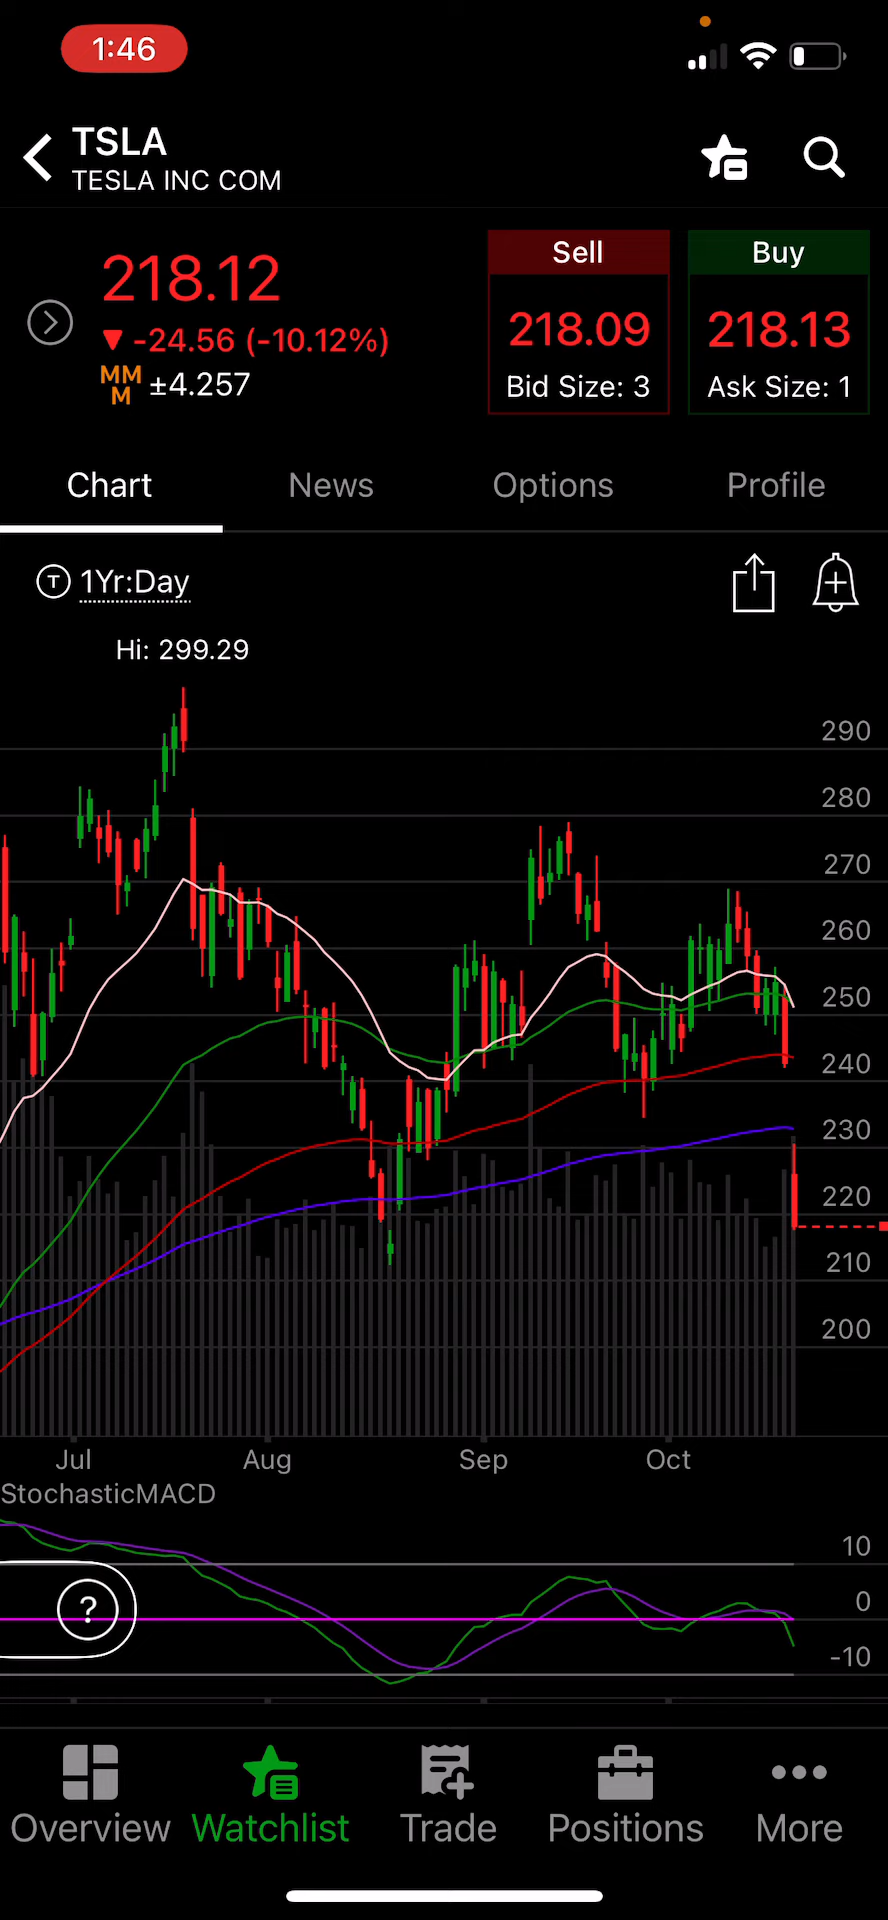 1:46
TSLA
TESLA INC COM
218.12
-24.56 (-10.12%)
MM
M
±4.257
Sell
218.09
Bid Size: 3
Buy
218.13
Ask Size: 1
Chart News Options Profile
T 1Yr:Day
Hi: 299.29
290
280
270
260
250
240
230
220
210
200
Jul Aug Sep Oct
StochasticMACD
10
0
-10
?
Overview Watchlist Trade Positions More